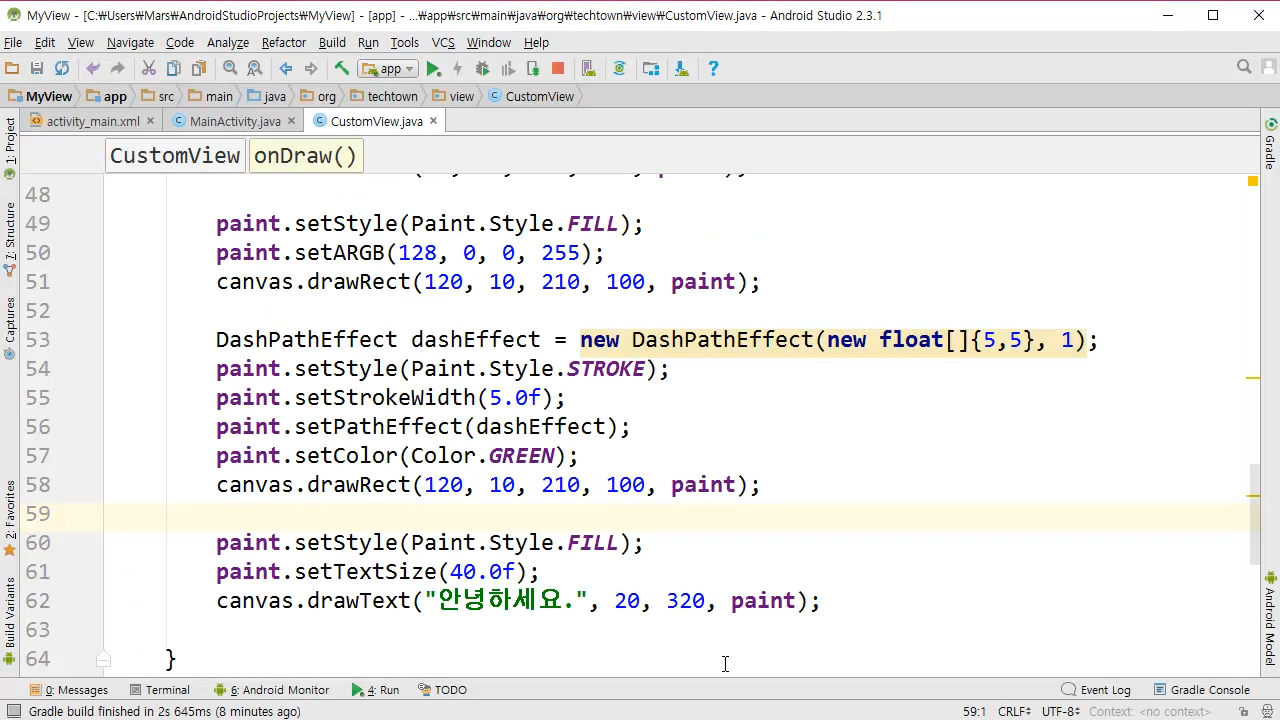 MyView - [C:₩Users₩Mars₩AndroidStudioProjects₩MyView] - [app] - ...₩app₩src₩main₩java₩org₩techtown₩view₩CustomView.java - Android Studio 2.3.1
File Edit View Navigate Code Analyze Refactor Build Run Tools VCS Window Help
app
MyView app src main java org techtown view CustomView
activity_main.xml MainActivity.java CustomView.java
CustomView onDraw()
48
49 paint.setStyle(Paint.Style.FILL);
50 paint.setARGB(128, 0, 0, 255);
51 canvas.drawRect(120, 10, 210, 100, paint);
52
53 DashPathEffect dashEffect = new DashPathEffect(new float[]{5,5}, 1);
54 paint.setStyle(Paint.Style.STROKE);
55 paint.setStrokeWidth(5.0f);
56 paint.setPathEffect(dashEffect);
57 paint.setColor(Color.GREEN);
58 canvas.drawRect(120, 10, 210, 100, paint);
59
60 paint.setStyle(Paint.Style.FILL);
61 paint.setTextSize(40.0f);
62 canvas.drawText("안녕하세요.", 20, 320, paint);
63
64 }
1: Project
7: Structure
Captures
2: Favorites
Build Variants
Gradle
Android Model
0: Messages Terminal 6: Android Monitor 4: Run TODO Event Log Gradle Console
Gradle build finished in 2s 645ms (8 minutes ago) 59:1 CRLF UTF-8 Context: <no context>